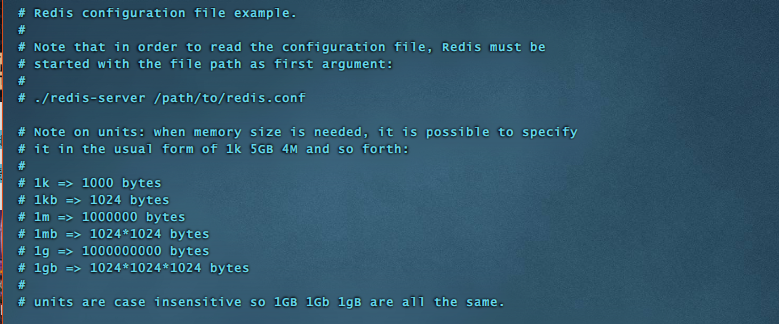 # Redis configuration file example.
#
# Note that in order to read the configuration file, Redis must be
# started with the file path as first argument:
#
# ./redis-server /path/to/redis.conf
# Note on units: when memory size is needed, it is possible to specify
# it in the usual form of 1k 5GB 4M and so forth:
#
# 1k => 1000 bytes
# 1kb => 1024 bytes
# 1m => 1000000 bytes
# 1mb => 1024*1024 bytes
# 1g => 1000000000 bytes
# 1gb => 1024*1024*1024 bytes
#
# units are case insensitive so 1GB 1Gb 1gB are all the same.